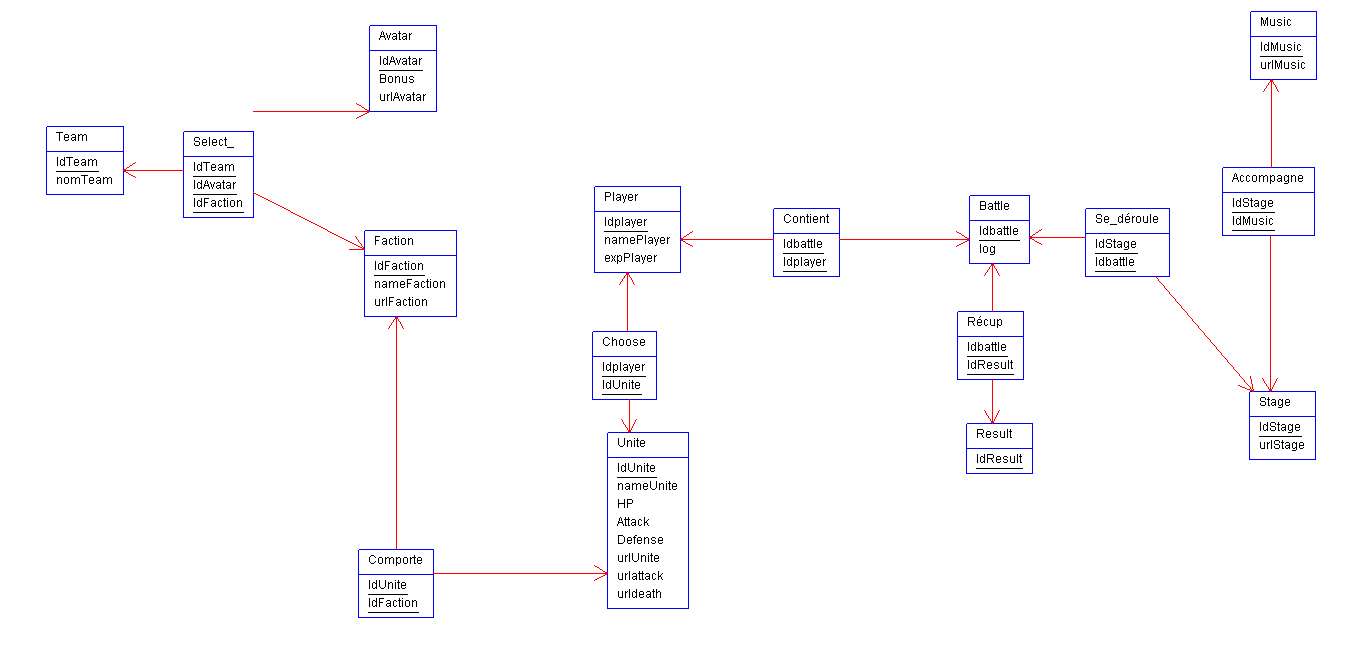 Avatar
IdAvatar
Bonus
urlAvatar
Team
IdTeam
nomTeam
Select_
IdTeam
IdAvatar
IdFaction
Faction
IdFaction
nameFaction
urlFaction
Comporte
IdUnite
IdFaction
Player
Idplayer
namePlayer
expPlayer
Choose
Idplayer
IdUnite
Unite
IdUnite
nameUnite
HP
Attack
Defense
urlUnite
urlattack
urldeath
Contient
Idbattle
Idplayer
Battle
Idbattle
log
Récup
Idbattle
IdResult
Result
IdResult
Se_déroule
IdStage
Idbattle
Music
IdMusic
urlMusic
Accompagne
IdStage
IdMusic
Stage
IdStage
urlStage